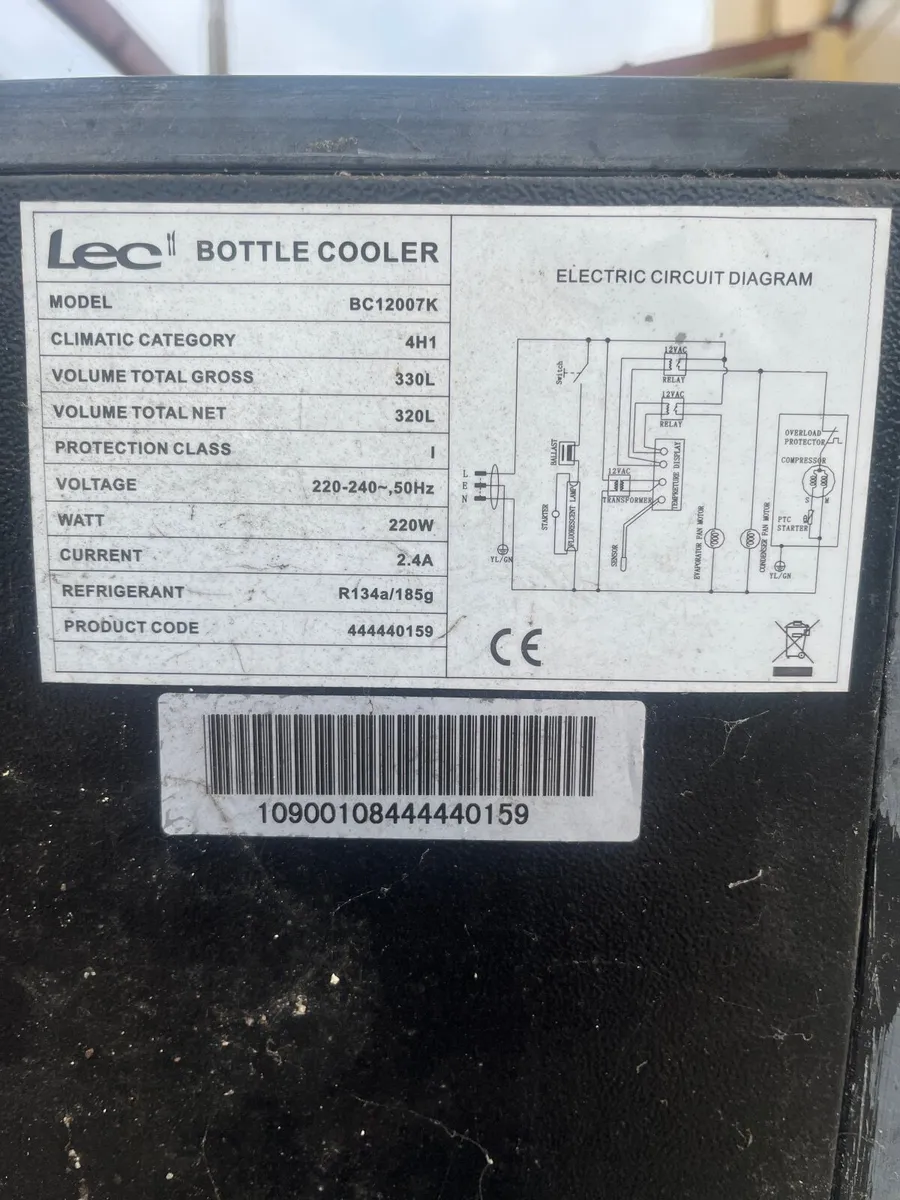 Lec BOTTLE COOLER
MODEL BC12007K
CLIMATIC CATEGORY 4H1
VOLUME TOTAL GROSS 330L
VOLUME TOTAL NET 320L
PROTECTION CLASS I
VOLTAGE 220-240~,50Hz
WATT 220W
CURRENT 2.4A
REFRIGERANT R134a/185g
PRODUCT CODE 444440159
ELECTRIC CIRCUIT DIAGRAM
Switch
12VAC
RELAY
12VAC
RELAY
BALLAST
STARTER
FLUORESCENT LAMP
12VAC
TRANSFORMER
TEMPRETURE DISPLAY
SENSOR
EVAPORATOR FAN MOTOR
CONDENSER FAN MOTOR
OVERLOAD
PROTECTOR
COMPRESSOR
S M
PTC
STARTER
L
E
N
YL/GN
YL/GN
CE
10900108444440159